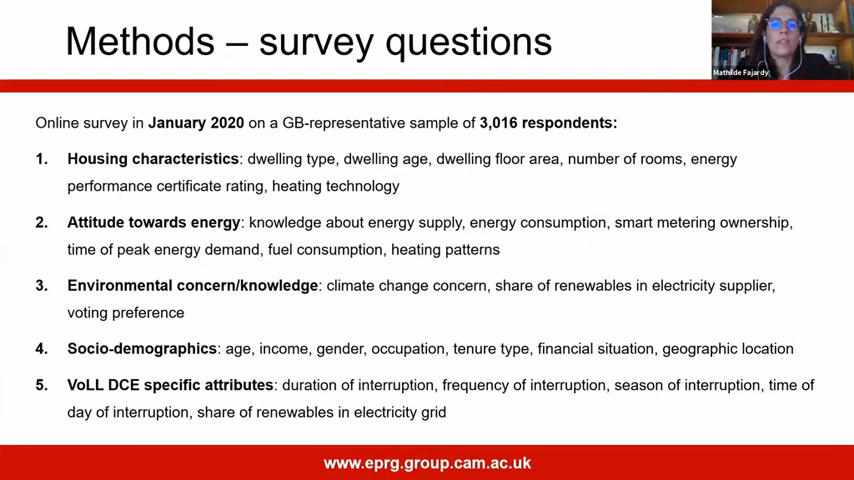 Methods – survey questions
Mathilde Fajardy
Online survey in January 2020 on a GB-representative sample of 3,016 respondents:
1. Housing characteristics: dwelling type, dwelling age, dwelling floor area, number of rooms, energy
performance certificate rating, heating technology
2. Attitude towards energy: knowledge about energy supply, energy consumption, smart metering ownership,
time of peak energy demand, fuel consumption, heating patterns
3. Environmental concern/knowledge: climate change concern, share of renewables in electricity supplier,
voting preference
4. Socio-demographics: age, income, gender, occupation, tenure type, financial situation, geographic location
5. VoLL DCE specific attributes: duration of interruption, frequency of interruption, season of interruption, time of
day of interruption, share of renewables in electricity grid
www.eprg.group.cam.ac.uk